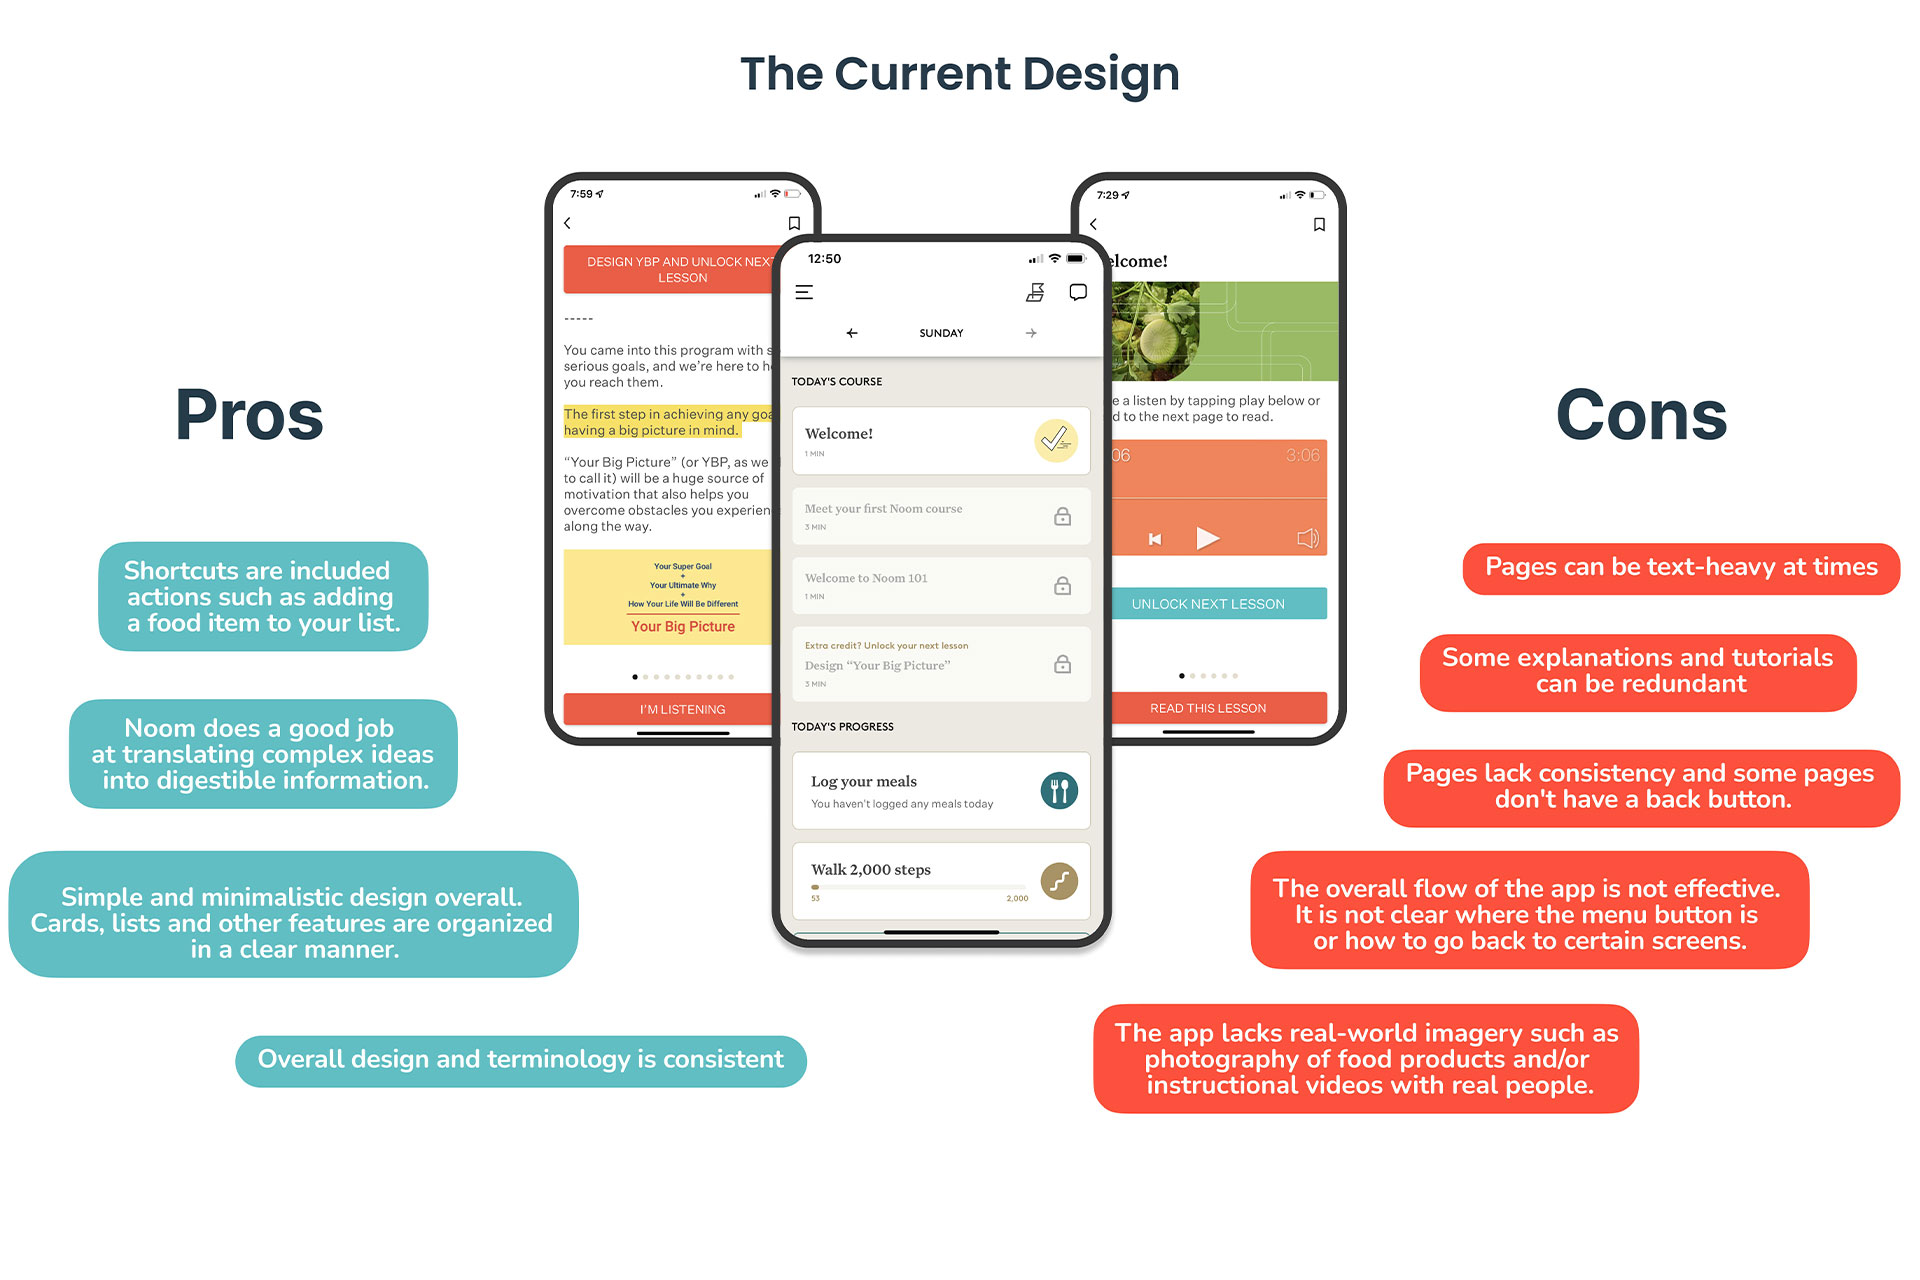 The Current Design
Pros
Shortcuts are included
actions such as adding
a food item to your list.
Noom does a good job
at translating complex ideas
into digestible information.
Simple and minimalistic design overall.
Cards, lists and other features are organized
in a clear manner.
Overall design and terminology is consistent
7:59
DESIGN YBP AND UNLOCK NEX
LESSON
-----
You came into this program with s
serious goals, and we're here to h
you reach them.
The first step in achieving any goa
having a big picture in mind.
“Your Big Picture” (or YBP, as we
to call it) will be a huge source of
motivation that also helps you
overcome obstacles you experien
along the way.
Your Super Goal
+
Your Ultimate Why
+
How Your Life Will Be Different
Your Big Picture
I'M LISTENING
12:50
SUNDAY
TODAY'S COURSE
Welcome!
1 MIN
Meet your first Noom course
3 MIN
Welcome to Noom 101
1 MIN
Extra credit? Unlock your next lesson
Design “Your Big Picture”
3 MIN
TODAY'S PROGRESS
Log your meals
You haven't logged any meals today
Walk 2,000 steps
53
2,000
7:29
elcome!
e a listen by tapping play below or
d to the next page to read.
06
3:06
UNLOCK NEXT LESSON
READ THIS LESSON
Cons
Pages can be text-heavy at times
Some explanations and tutorials
can be redundant
Pages lack consistency and some pages
don't have a back button.
The overall flow of the app is not effective.
It is not clear where the menu button is
or how to go back to certain screens.
The app lacks real-world imagery such as
photography of food products and/or
instructional videos with real people.